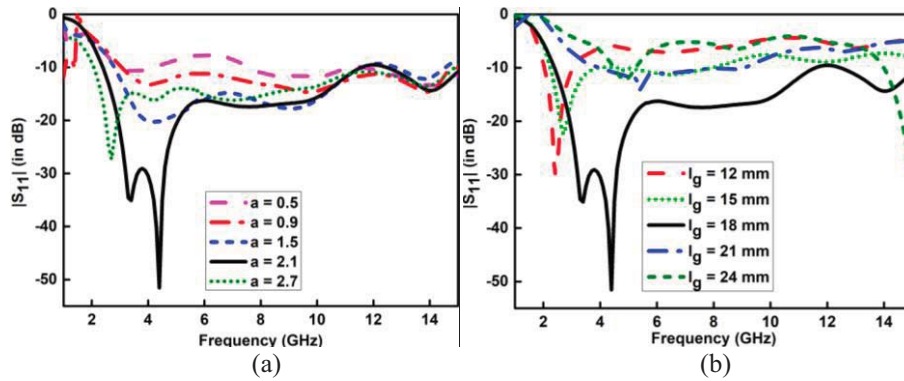 0
-10
-20
-30
-40
-50
|S11| (in dB)
a = 0.5
a = 0.9
a = 1.5
a = 2.1
a = 2.7
2 4 6 8 10 12 14
Frequency (GHz)
(a)
0
-10
-20
-30
-40
-50
|S11| (in dB)
lg = 12 mm
lg = 15 mm
lg = 18 mm
lg = 21 mm
lg = 24 mm
2 4 6 8 10 12 14
Frequency (GHz)
(b)